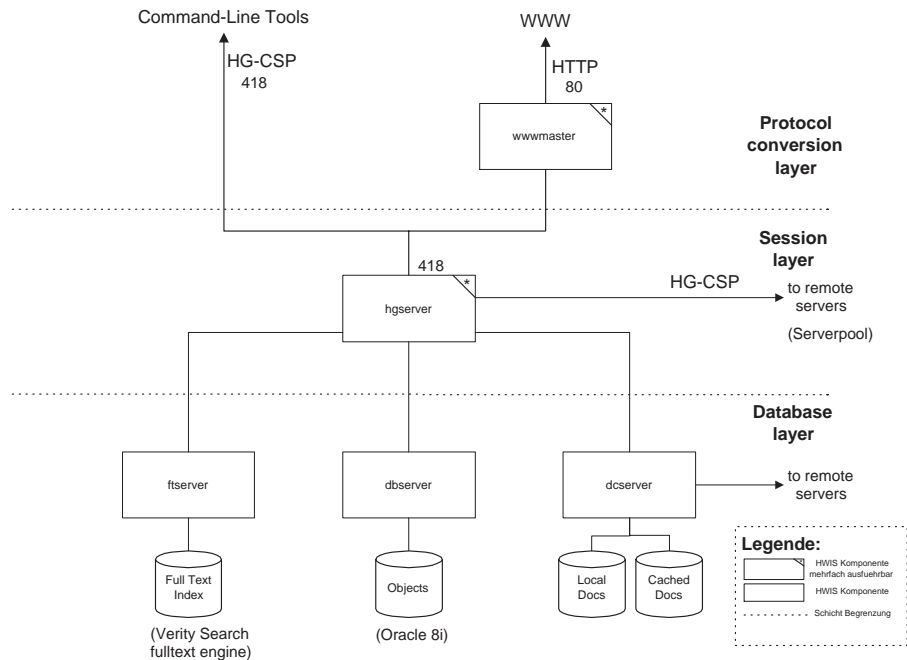 Command-Line Tools
WWW
HG-CSP
418
HTTP
80
*
wwwmaster
Protocol
conversion
layer
Session
layer
418
*
hgserver
HG-CSP
to remote
servers
(Serverpool)
Database
layer
ftserver
dbserver
dcserver
to remote
servers
Full Text
Index
Objects
Local
Docs
Cached
Docs
(Verity Search
fulltext engine)
(Oracle 8i)
Legende:
*
HWIS Komponente
mehrfach ausfuehrbar
HWIS Komponente
Schicht Begrenzung